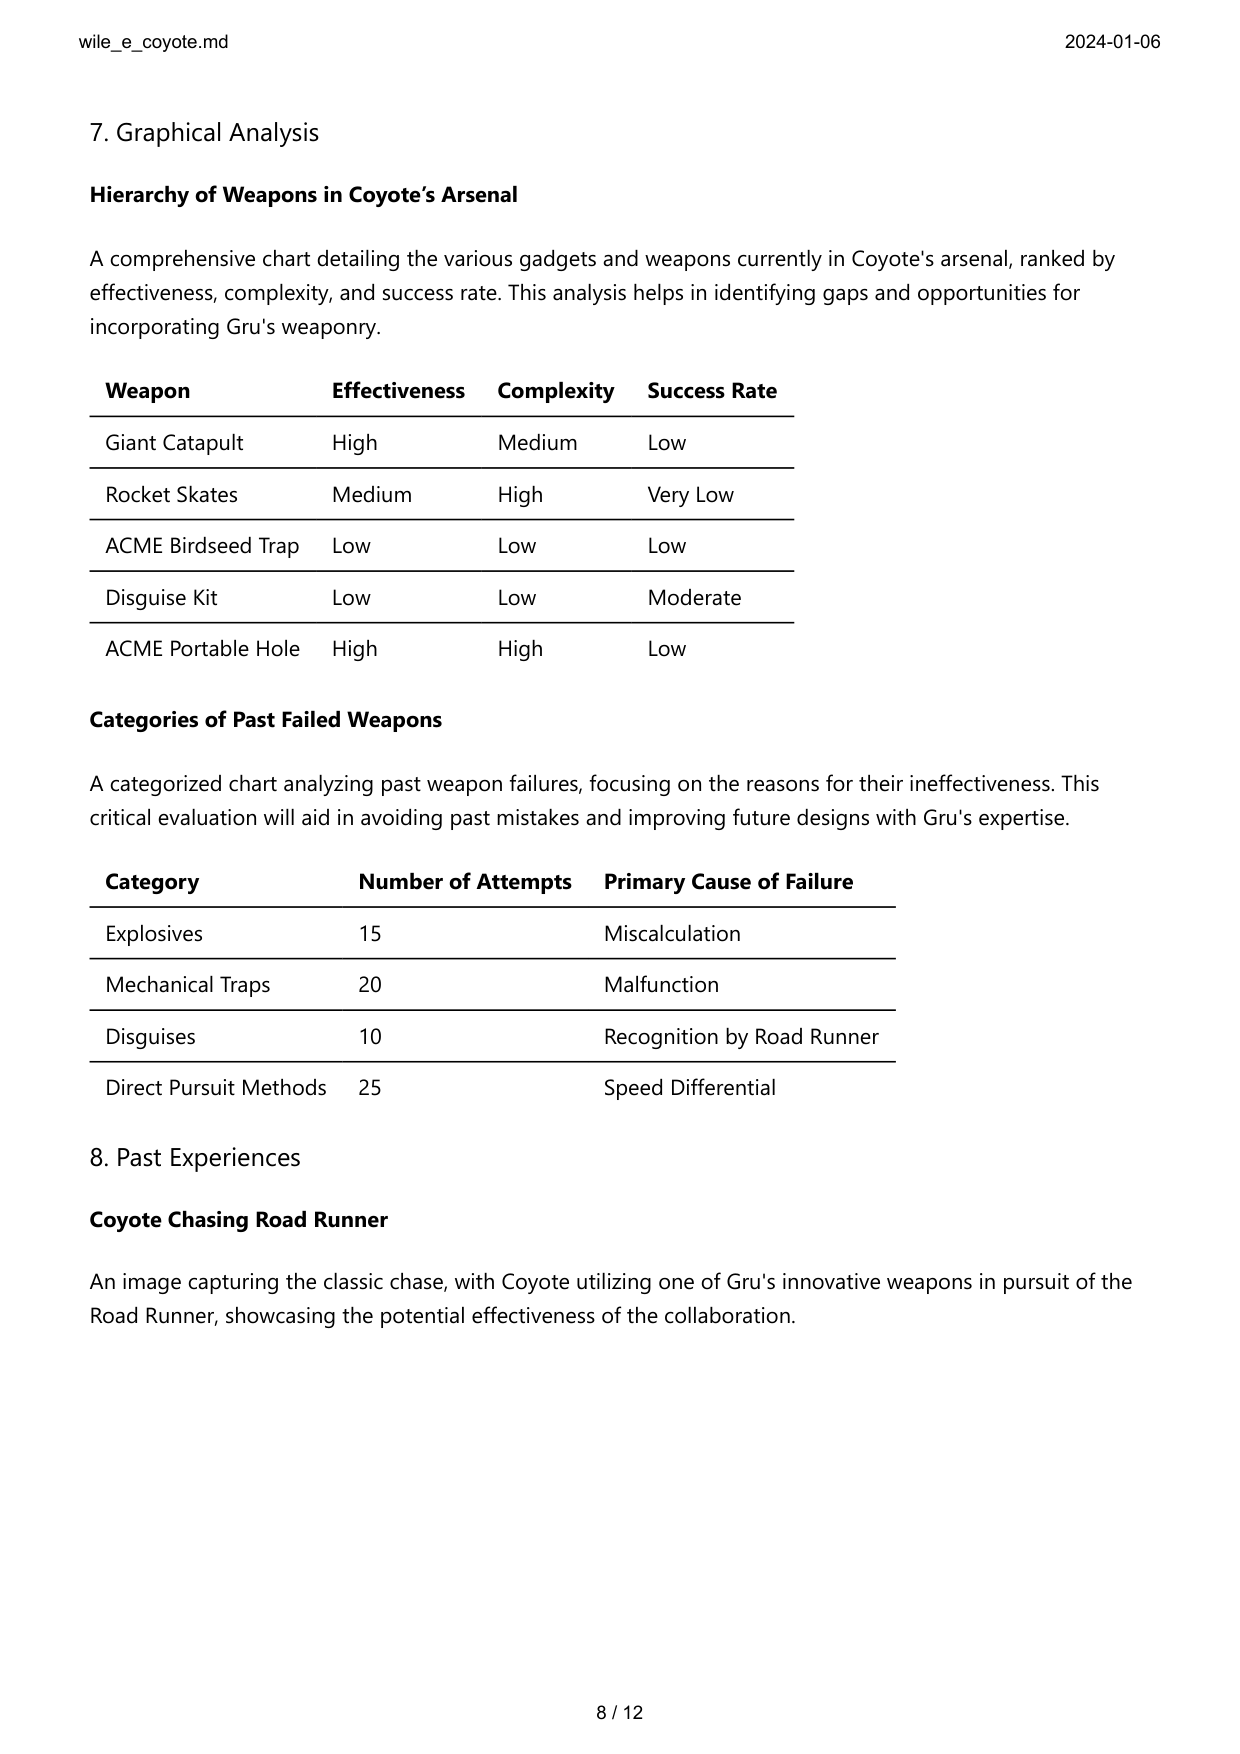 wile_e_coyote.md 2024-01-06
7. Graphical Analysis
Hierarchy of Weapons in Coyote’s Arsenal
A comprehensive chart detailing the various gadgets and weapons currently in Coyote's arsenal, ranked by
effectiveness, complexity, and success rate. This analysis helps in identifying gaps and opportunities for
incorporating Gru's weaponry.
Weapon Effectiveness Complexity Success Rate
Giant Catapult High Medium Low
Rocket Skates Medium High Very Low
ACME Birdseed Trap Low Low Low
Disguise Kit Low Low Moderate
ACME Portable Hole High High Low
Categories of Past Failed Weapons
A categorized chart analyzing past weapon failures, focusing on the reasons for their ineffectiveness. This
critical evaluation will aid in avoiding past mistakes and improving future designs with Gru's expertise.
Category Number of Attempts Primary Cause of Failure
Explosives 15 Miscalculation
Mechanical Traps 20 Malfunction
Disguises 10 Recognition by Road Runner
Direct Pursuit Methods 25 Speed Differential
8. Past Experiences
Coyote Chasing Road Runner
An image capturing the classic chase, with Coyote utilizing one of Gru's innovative weapons in pursuit of the
Road Runner, showcasing the potential effectiveness of the collaboration.
8 / 12